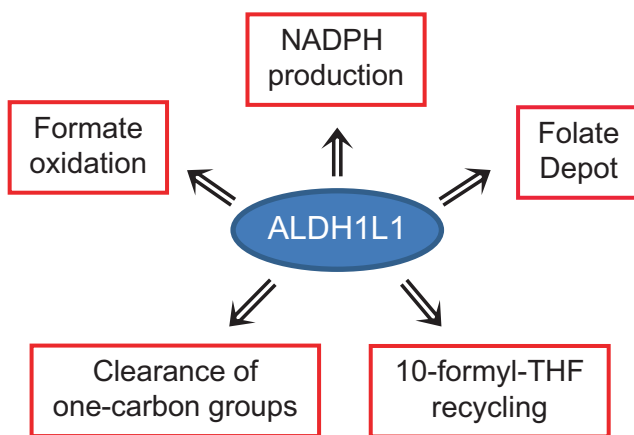 NADPH
production
Formate
oxidation
Folate
Depot
ALDH1L1
Clearance of
one-carbon groups
10-formyl-THF
recycling